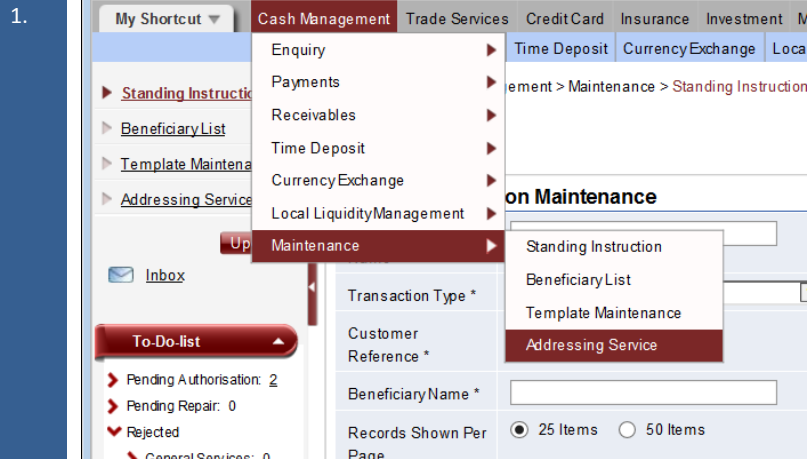 1.
My Shortcut Cash Management Trade Services Credit Card Insurance Investment
Time Deposit Currency Exchange
Enquiry
Payments
Receivables
Time Deposit
Currency Exchange
Local Liquidity Management
Maintenance
> Maintenance > Standing Instruction
Beneficiary List
Addressing Service
Inbox
Maintenance
Standing Instruction
Beneficiary List
Template Maintenance
Addressing Service
Transaction Type *
Customer
Reference *
Beneficiary Name *
Records Shown Per
Page
25 Items 50 Items
To-Do-list
Pending Authorisation: 2
Pending Repair: 0
Rejected
General Services: 0